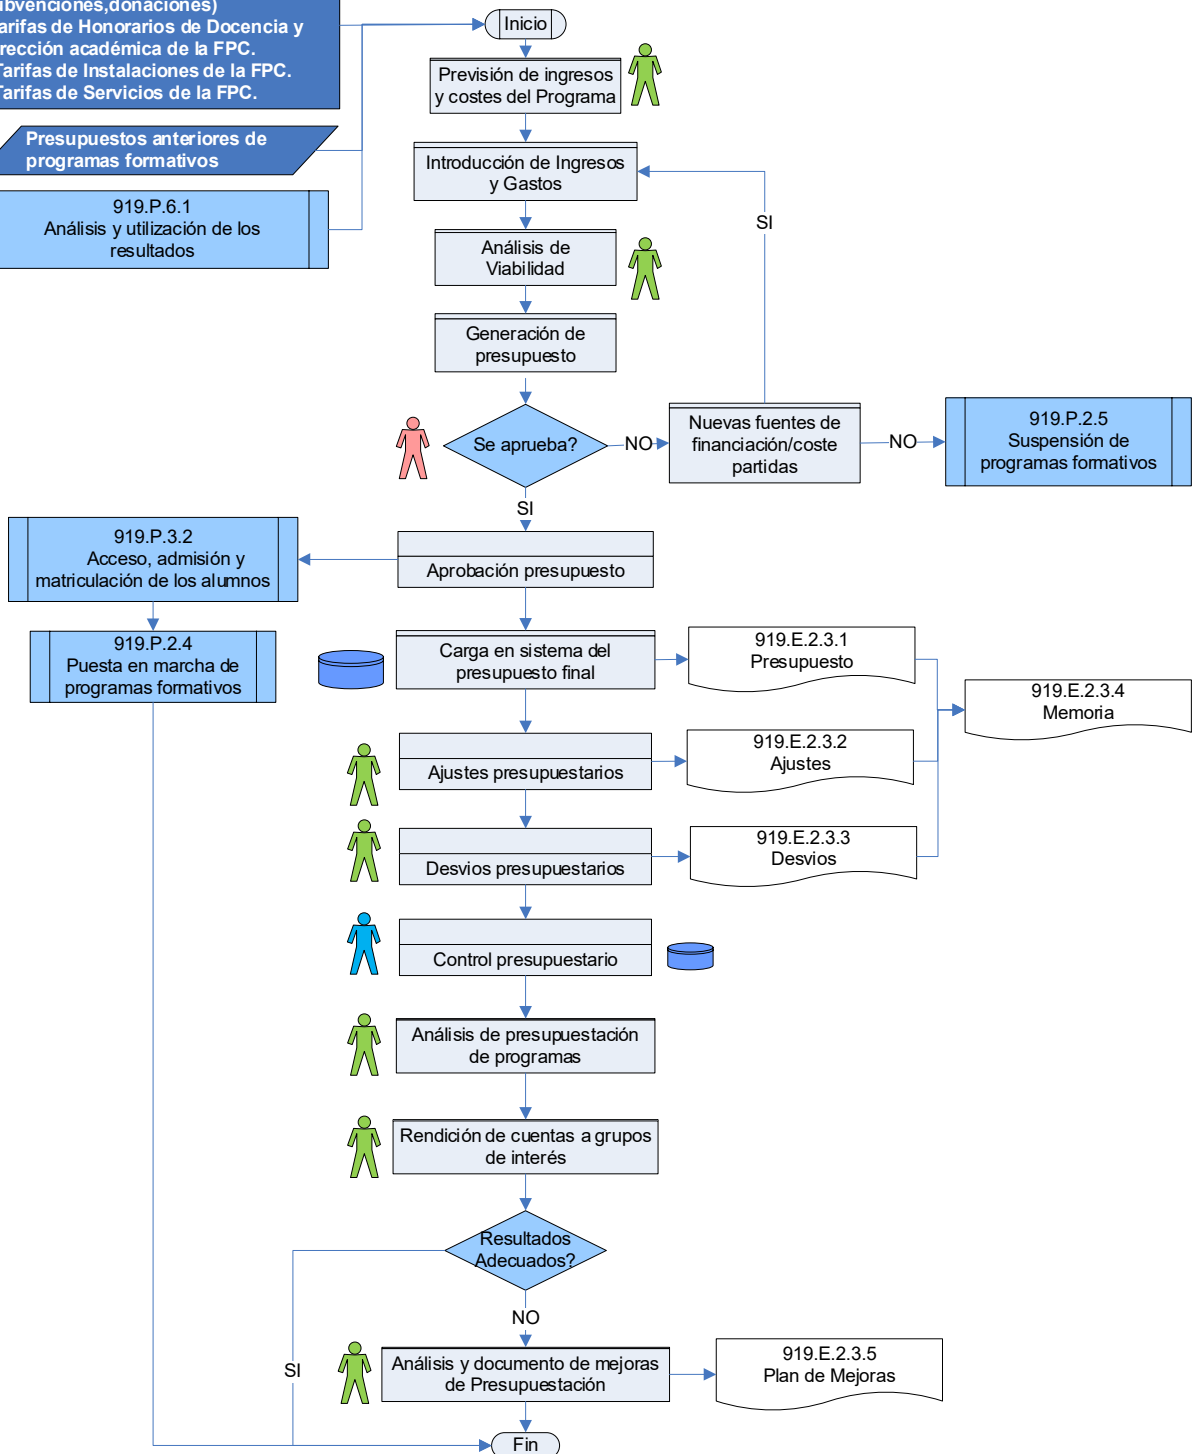 Inicio
Tarifas de Instalaciones de la FPC.
Tarifas de Servicios de la FPC.
de Honorarios de Docencia y
académica de la FPC.
Previsión de ingresos
y costes del Programa
Presupuestos anteriores de
programas formativos
Introducción de Ingresos
y Gastos
919.P.6.1
Análisis y utilización de los
resultados
SI
Análisis de
Viabilidad
Generación de
presupuesto
Se aprueba?
NO
Nuevas fuentes de
financiación/coste
partidas
NO
919.P.2.5
Suspensión de
programas formativos
SI
919.P.3.2
Acceso, admisión y
matriculación de los alumnos
Aprobación presupuesto
919.P.2.4
Puesta en marcha de
programas formativos
Carga en sistema del
presupuesto final
919.E.2.3.1
Presupuesto
919.E.2.3.4
Memoria
Ajustes presupuestarios
919.E.2.3.2
Ajustes
Desvios presupuestarios
919.E.2.3.3
Desvios
Control presupuestario
Análisis de presupuestación
de programas
Rendición de cuentas a grupos
de interés
Resultados
Adecuados?
NO
SI
Análisis y documento de mejoras
de Presupuestación
919.E.2.3.5
Plan de Mejoras
Fin